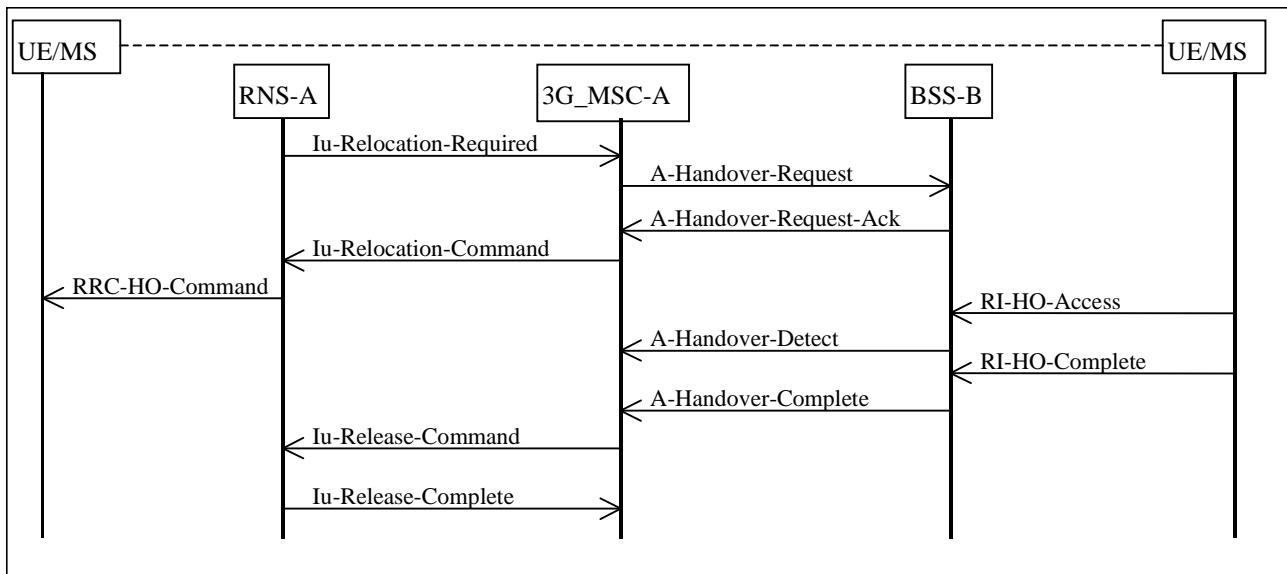 UE/MS
UE/MS
RNS-A
3G_MSC-A
BSS-B
Iu-Relocation-Required
A-Handover-Request
A-Handover-Request-Ack
Iu-Relocation-Command
RRC-HO-Command
RI-HO-Access
A-Handover-Detect
RI-HO-Complete
A-Handover-Complete
Iu-Release-Command
Iu-Release-Complete